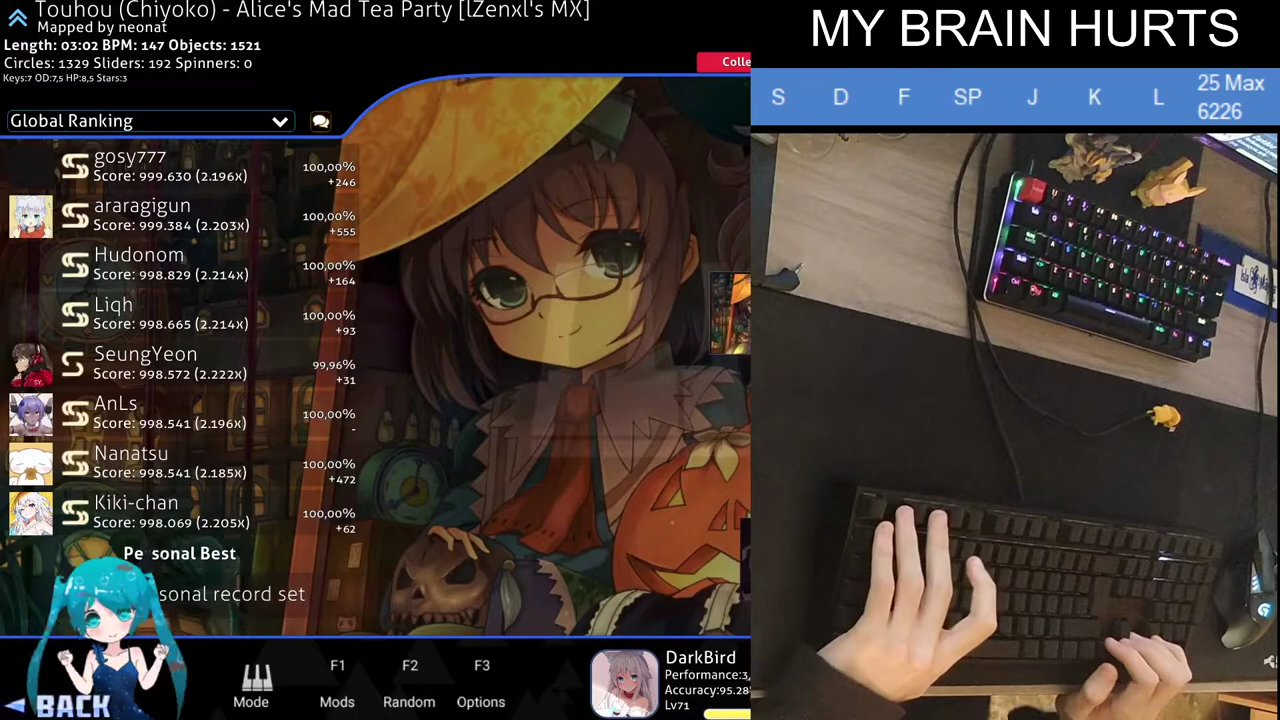 Touhou (Chiyoko) - Alice's Mad Tea Party [lZenxl's MX]
Mapped by neonat
Length: 03:02 BPM: 147 Objects: 1521
Circles: 1329 Sliders: 192 Spinners: 0
Keys:7 OD:7,5 HP:8,5 Stars:3
Colle
Global Ranking
gosy777
Score: 999.630 (2.196x)
100,00%
+246
araragigun
Score: 999.384 (2.203x)
100,00%
+555
Hudonom
Score: 998.829 (2.214x)
100,00%
+164
Liqh
Score: 998.665 (2.214x)
100,00%
+93
SeungYeon
Score: 998.572 (2.222x)
99,96%
+31
AnLs
Score: 998.541 (2.196x)
100,00%
-
Nanatsu
Score: 998.541 (2.185x)
100,00%
+472
Kiki-chan
Score: 998.069 (2.205x)
100,00%
+62
Pe sonal Best
sonal record set
BACK
Mode
F1
Mods
F2
Random
F3
Options
DarkBird
Performance:3,
Accuracy:95.28
Lv71
MY BRAIN HURTS
S D F SP J K L
25 Max
6226